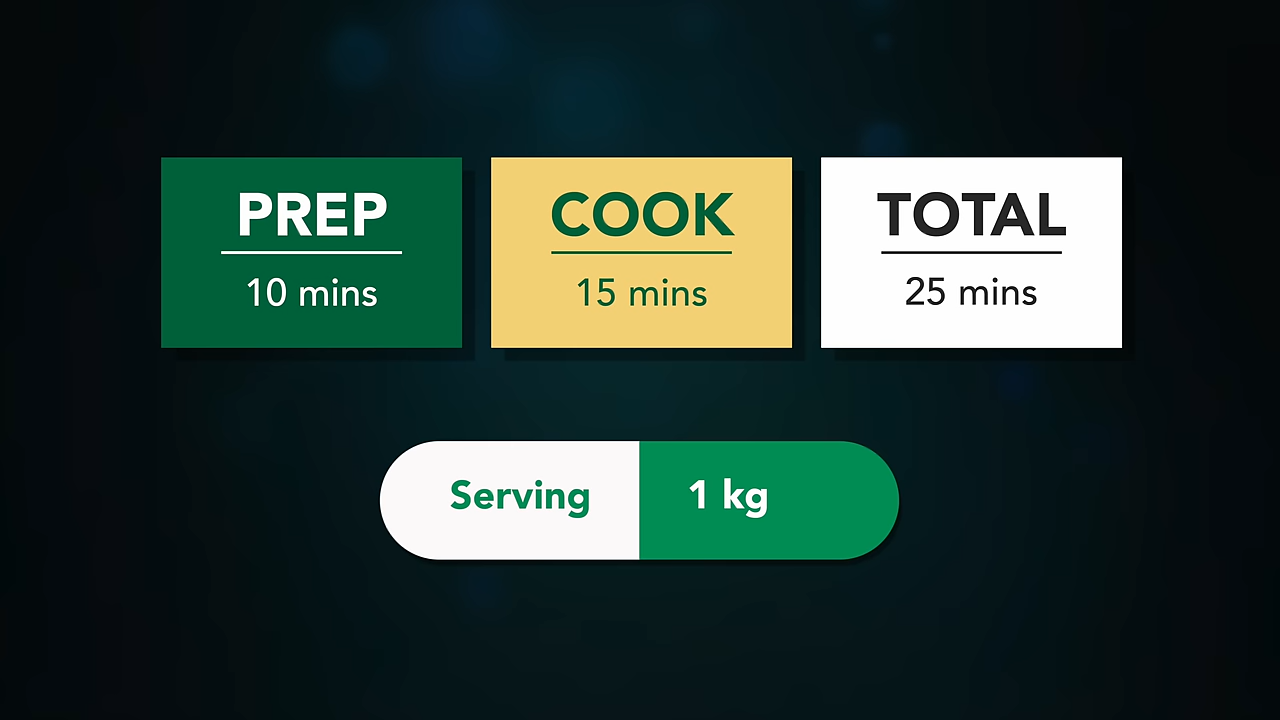 PREP
10 mins
COOK
15 mins
TOTAL
25 mins
Serving
1 kg